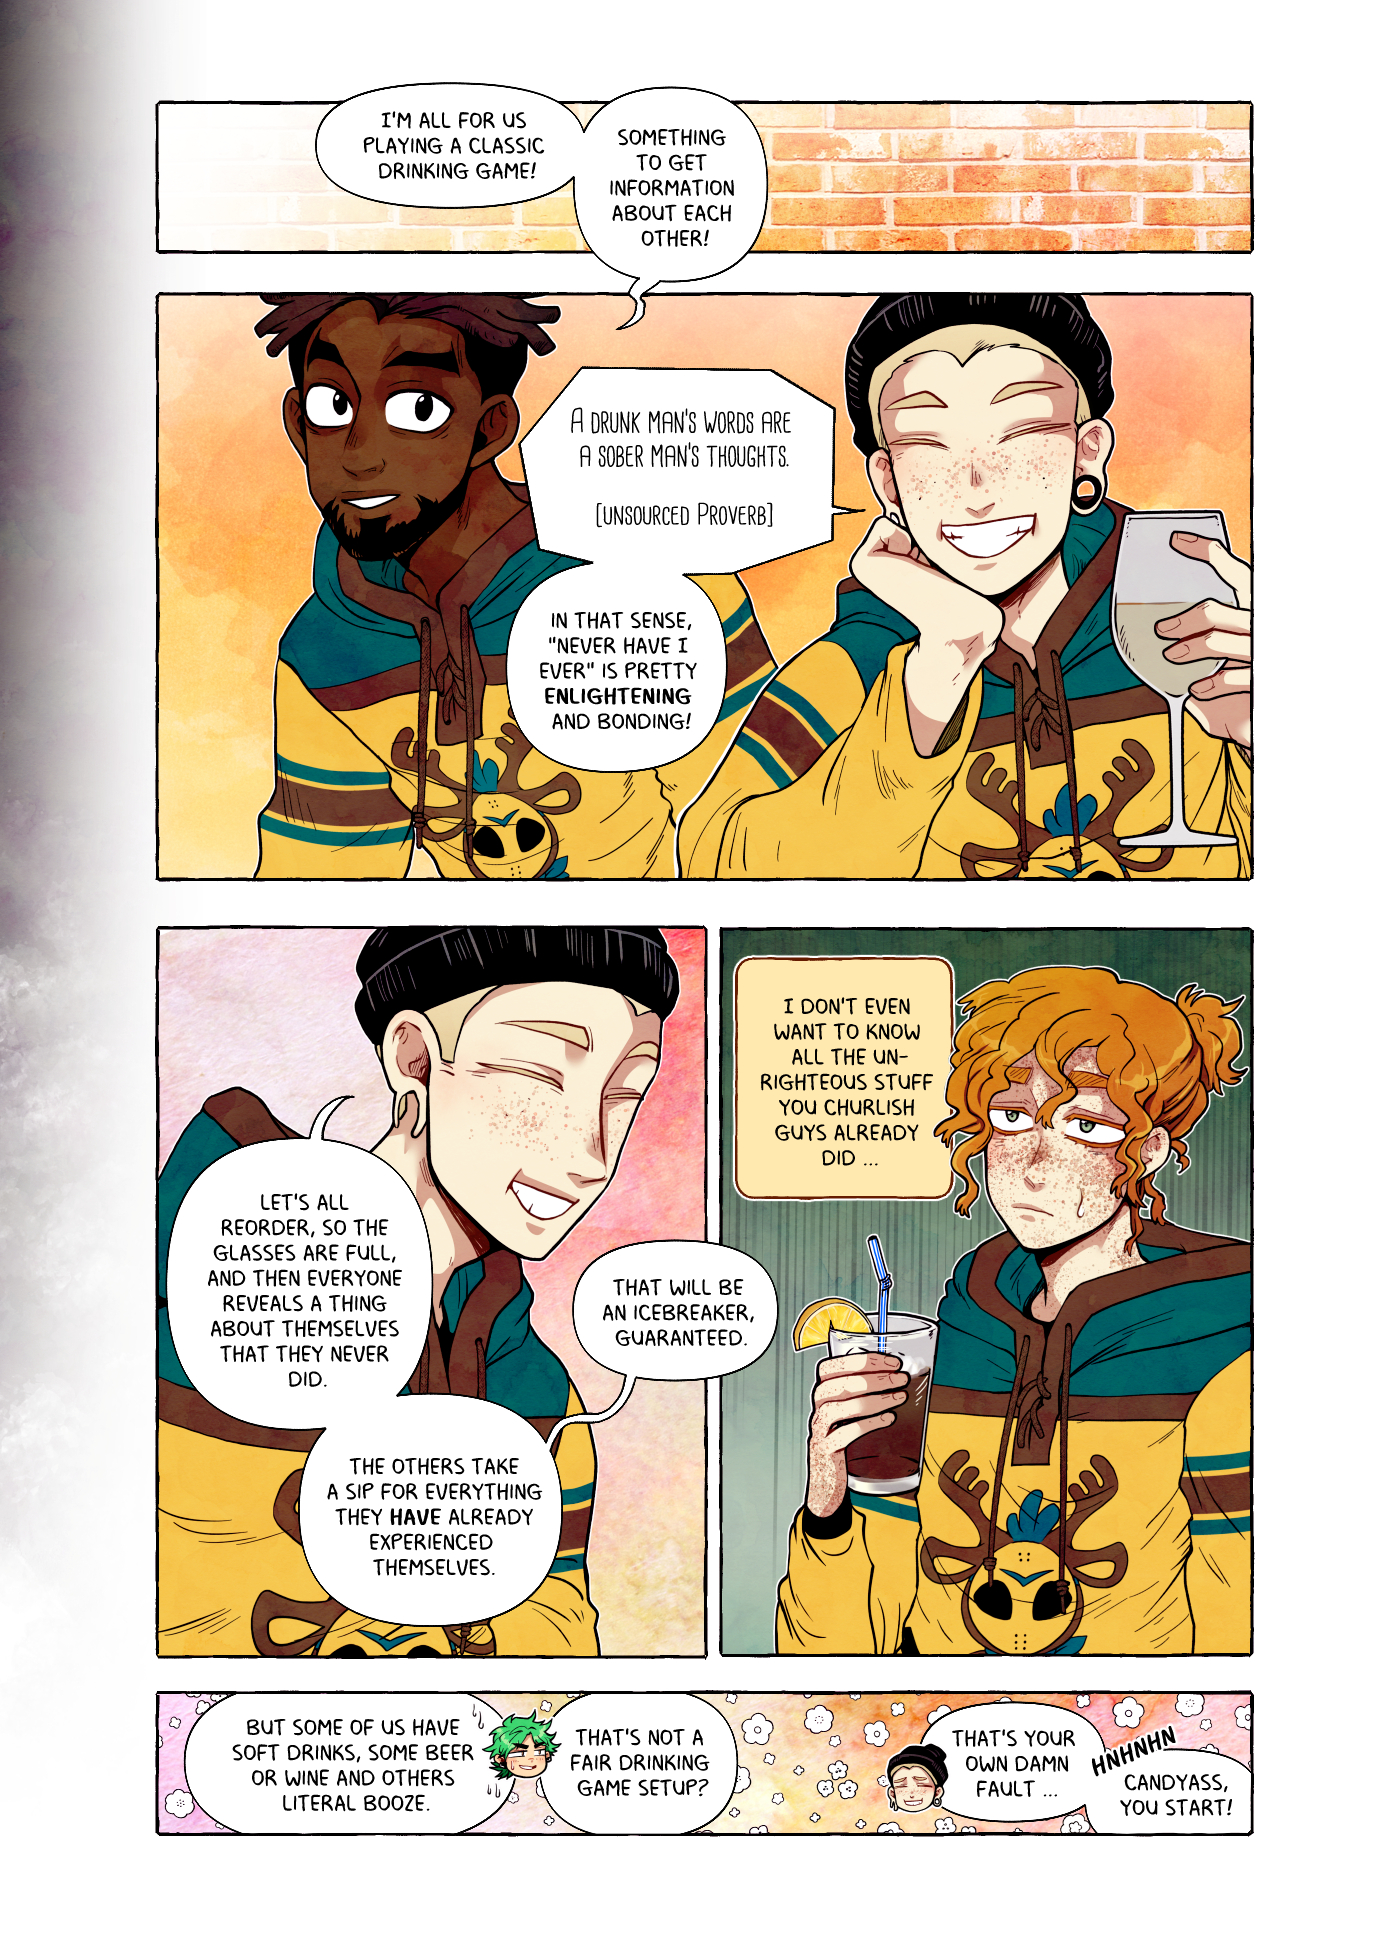 I'M ALL FOR US
PLAYING A CLASSIC
DRINKING GAME!
SOMETHING
TO GET
INFORMATION
ABOUT EACH
OTHER!
A DRUNK MAN'S WORDS ARE
A SOBER MAN'S THOUGHTS.
[UNSOURCED PROVERB]
IN THAT SENSE,
"NEVER HAVE I
EVER" IS PRETTY
ENLIGHTENING
AND BONDING!
LET'S ALL
REORDER, SO THE
GLASSES ARE FULL,
AND THEN EVERYONE
REVEALS A THING
ABOUT THEMSELVES
THAT THEY NEVER
DID.
THE OTHERS TAKE
A SIP FOR EVERYTHING
THEY HAVE ALREADY
EXPERIENCED
THEMSELVES.
THAT WILL BE
AN ICEBREAKER,
GUARANTEED.
I DON'T EVEN
WANT TO KNOW
ALL THE UN-
RIGHTEOUS STUFF
YOU CHURLISH
GUYS ALREADY
DID ...
BUT SOME OF US HAVE
SOFT DRINKS, SOME BEER
OR WINE AND OTHERS
LITERAL BOOZE.
THAT'S NOT A
FAIR DRINKING
GAME SETUP?
THAT'S YOUR
OWN DAMN
FAULT ...
HNHNHN
CANDYASS,
YOU START!